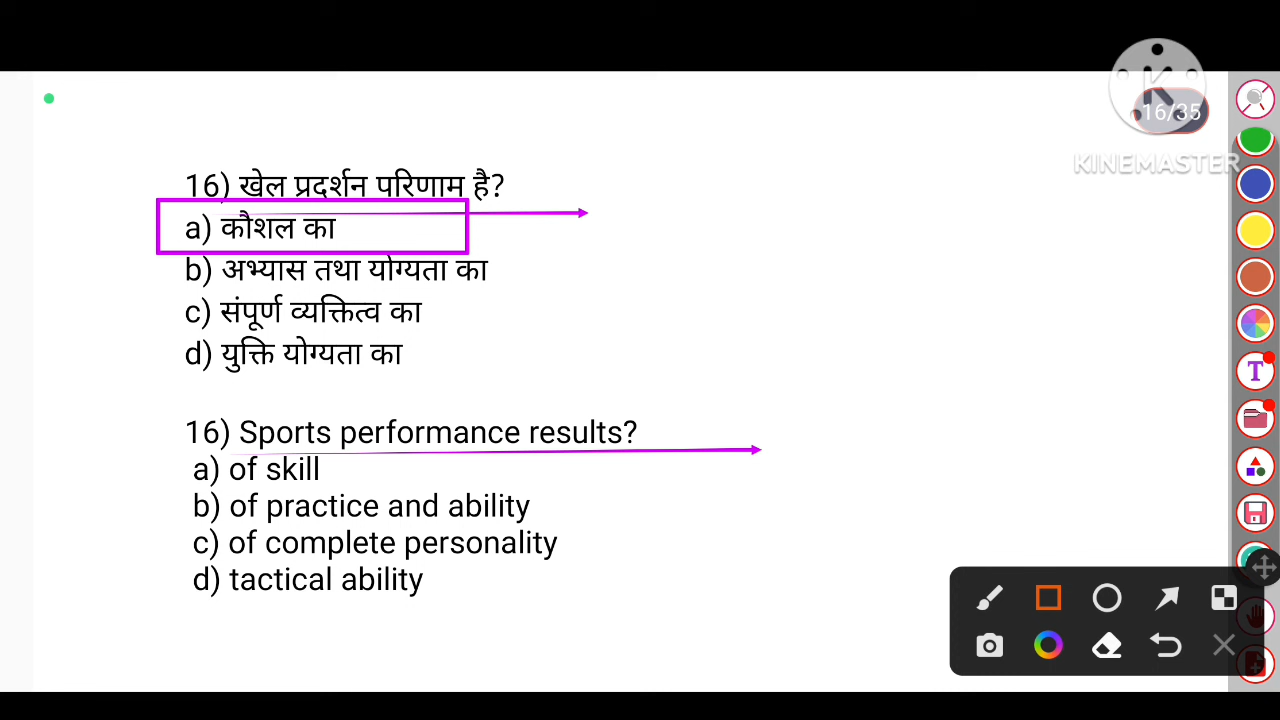 16/35
KINEMASTER
16) खेल प्रदर्शन परिणाम है?
a) कौशल का
b) अभ्यास तथा योग्यता का
c) संपूर्ण व्यक्तित्व का
d) युक्ति योग्यता का
16) Sports performance results?
a) of skill
b) of practice and ability
c) of complete personality
d) tactical ability